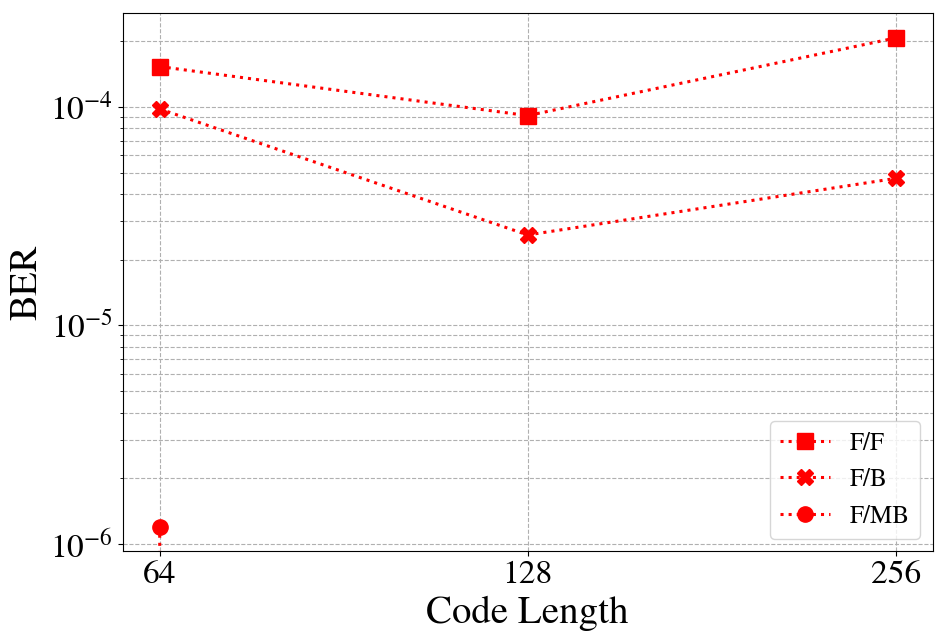 10⁻⁴
10⁻⁵
10⁻⁶
BER
64
128
256
Code Length
F/F
F/B
F/MB